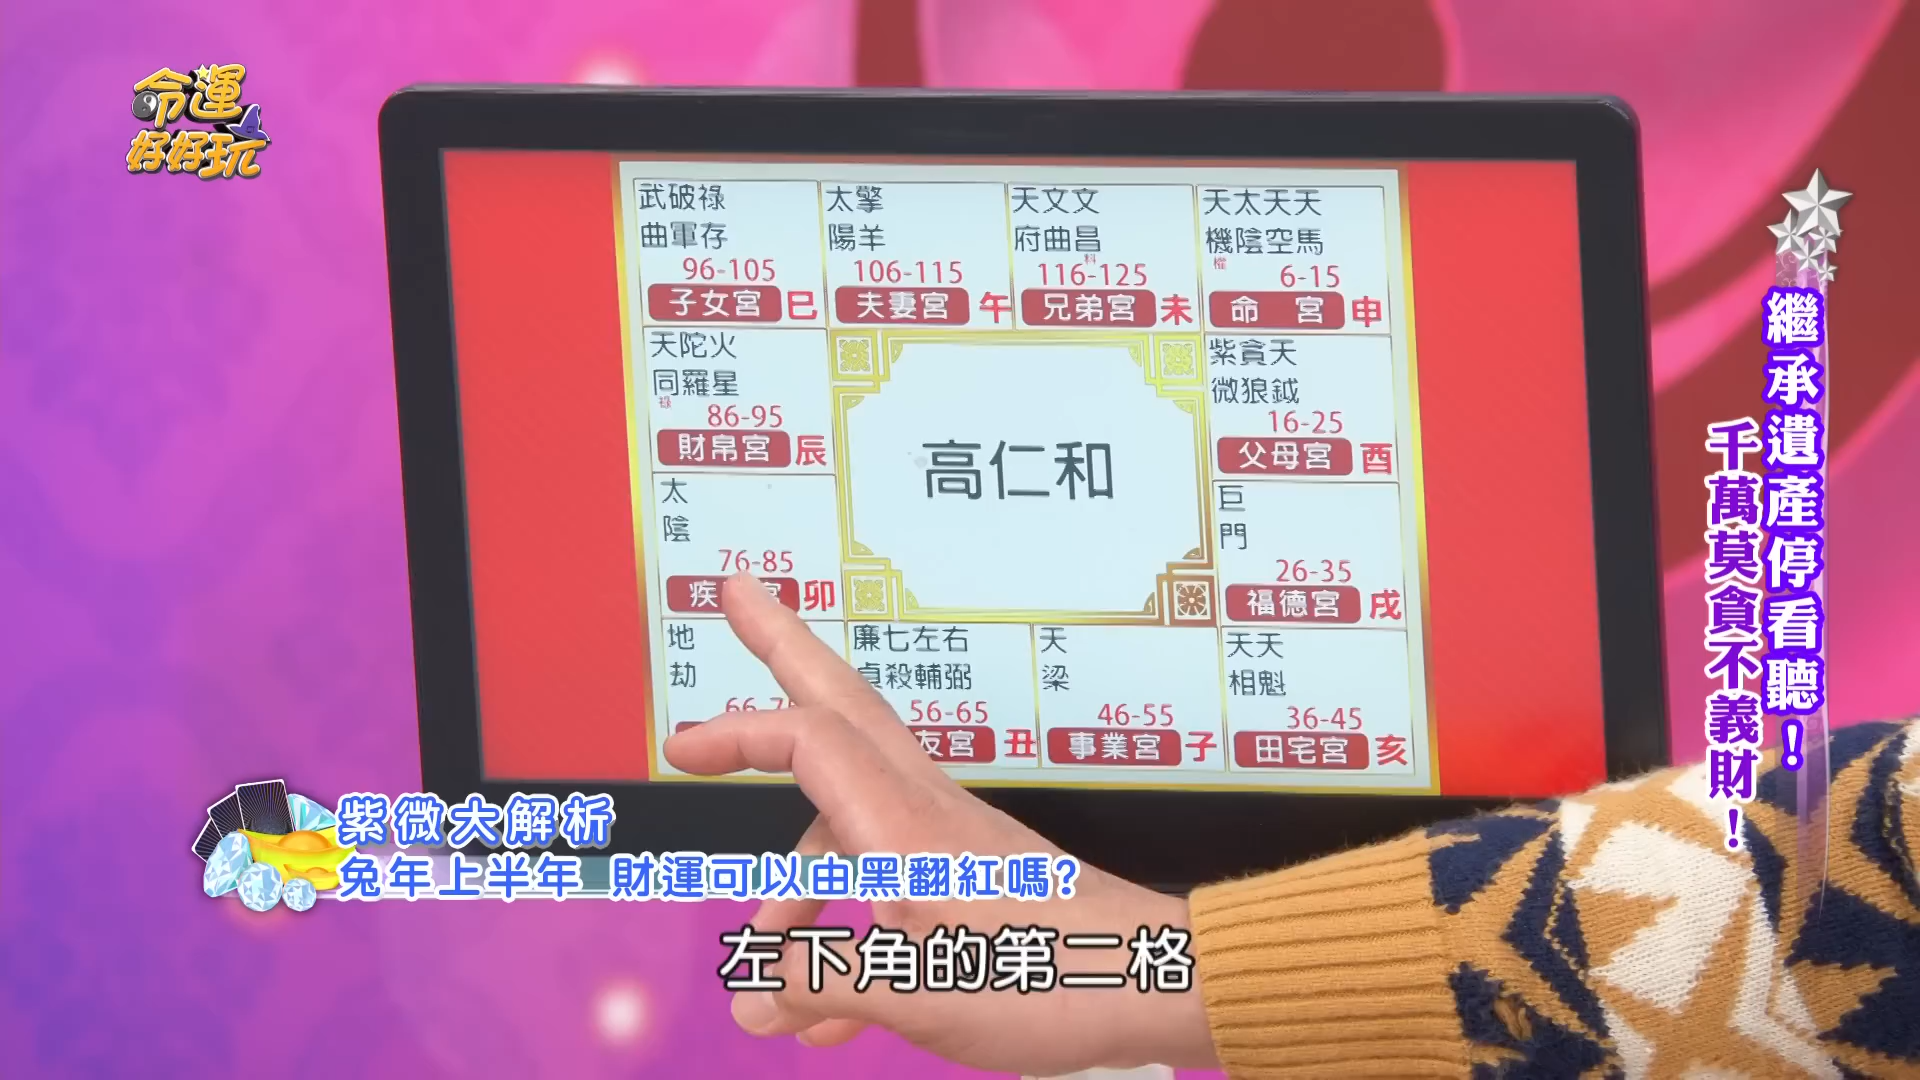 命運
好好玩
武破祿
曲軍存
96-105
子女宮 巳
太擎
陽羊
106-115
夫妻宮 午
天文文
府曲昌
科
116-125
兄弟宮 未
天太天天
機陰空馬
權
6-15
命 宮 申
天陀火
同羅星
祿
86-95
財帛宮 辰
高仁和
紫貪天
微狼鉞
16-25
父母宮 酉
太
陰
76-85
疾 宮 卯
巨
門
26-35
福德宮 戌
地
劫
66-75
廉七左右
貞殺輔弼
56-65
友宮 丑
天
梁
46-55
事業宮 子
天天
相魁
36-45
田宅宮 亥
繼承遺產停看聽！
千萬莫貪不義財！
紫微大解析
兔年上半年 財運可以由黑翻紅嗎?
左下角的第二格